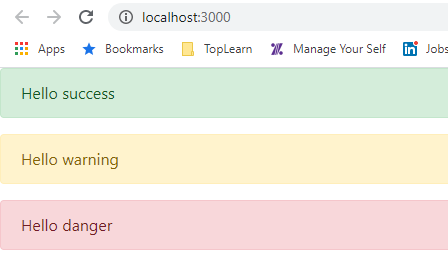 localhost:3000
Apps Bookmarks TopLearn Manage Your Self Jobs
Hello success
Hello warning
Hello danger